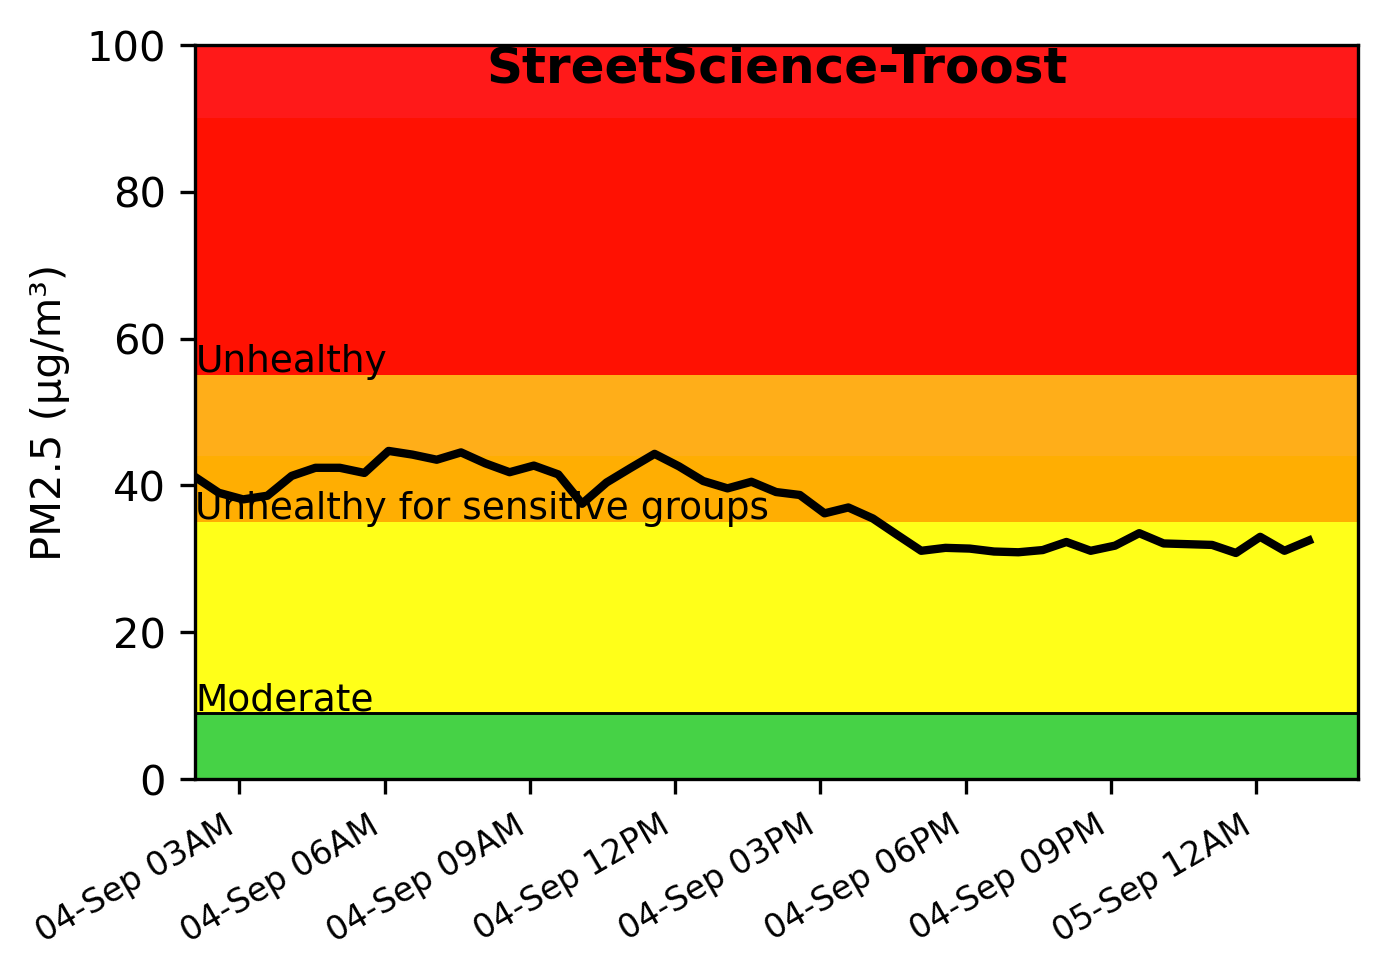 StreetScience-Troost
100
80
60
40
20
0
PM2.5 (μg/m³)
Unhealthy
Unhealthy for sensitive groups
Moderate
04-Sep 03AM
04-Sep 06AM
04-Sep 09AM
04-Sep 12PM
04-Sep 03PM
04-Sep 06PM
04-Sep 09PM
05-Sep 12AM